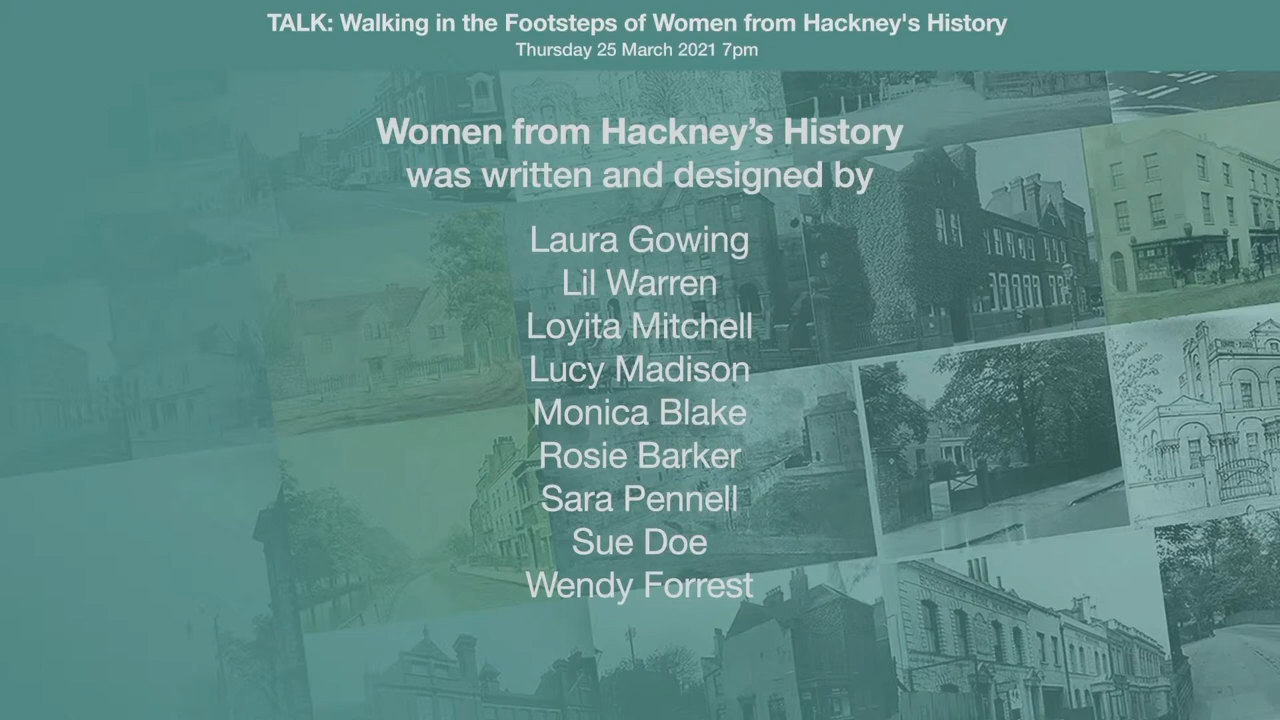 TALK: Walking in the Footsteps of Women from Hackney's History
Thursday 25 March 2021 7pm
Women from Hackney’s History
was written and designed by
Laura Gowing
Lil Warren
Loyita Mitchell
Lucy Madison
Monica Blake
Rosie Barker
Sara Pennell
Sue Doe
Wendy Forrest